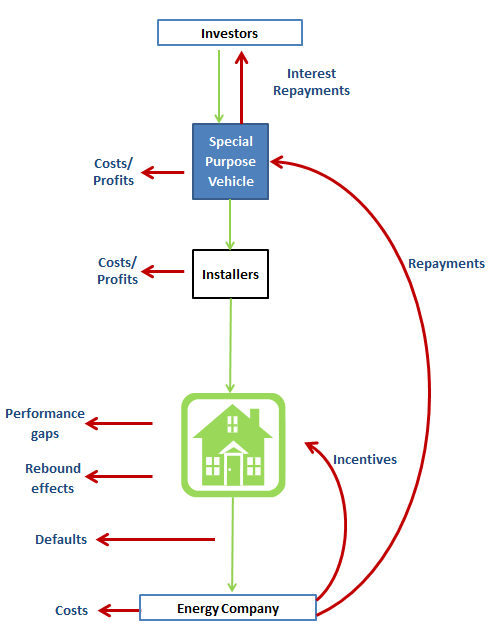 Investors
Interest
Repayments
Special
Purpose
Vehicle
Costs/
Profits
Costs/
Profits
Installers
Repayments
Performance
gaps
Rebound
effects
Incentives
Defaults
Costs
Energy Company